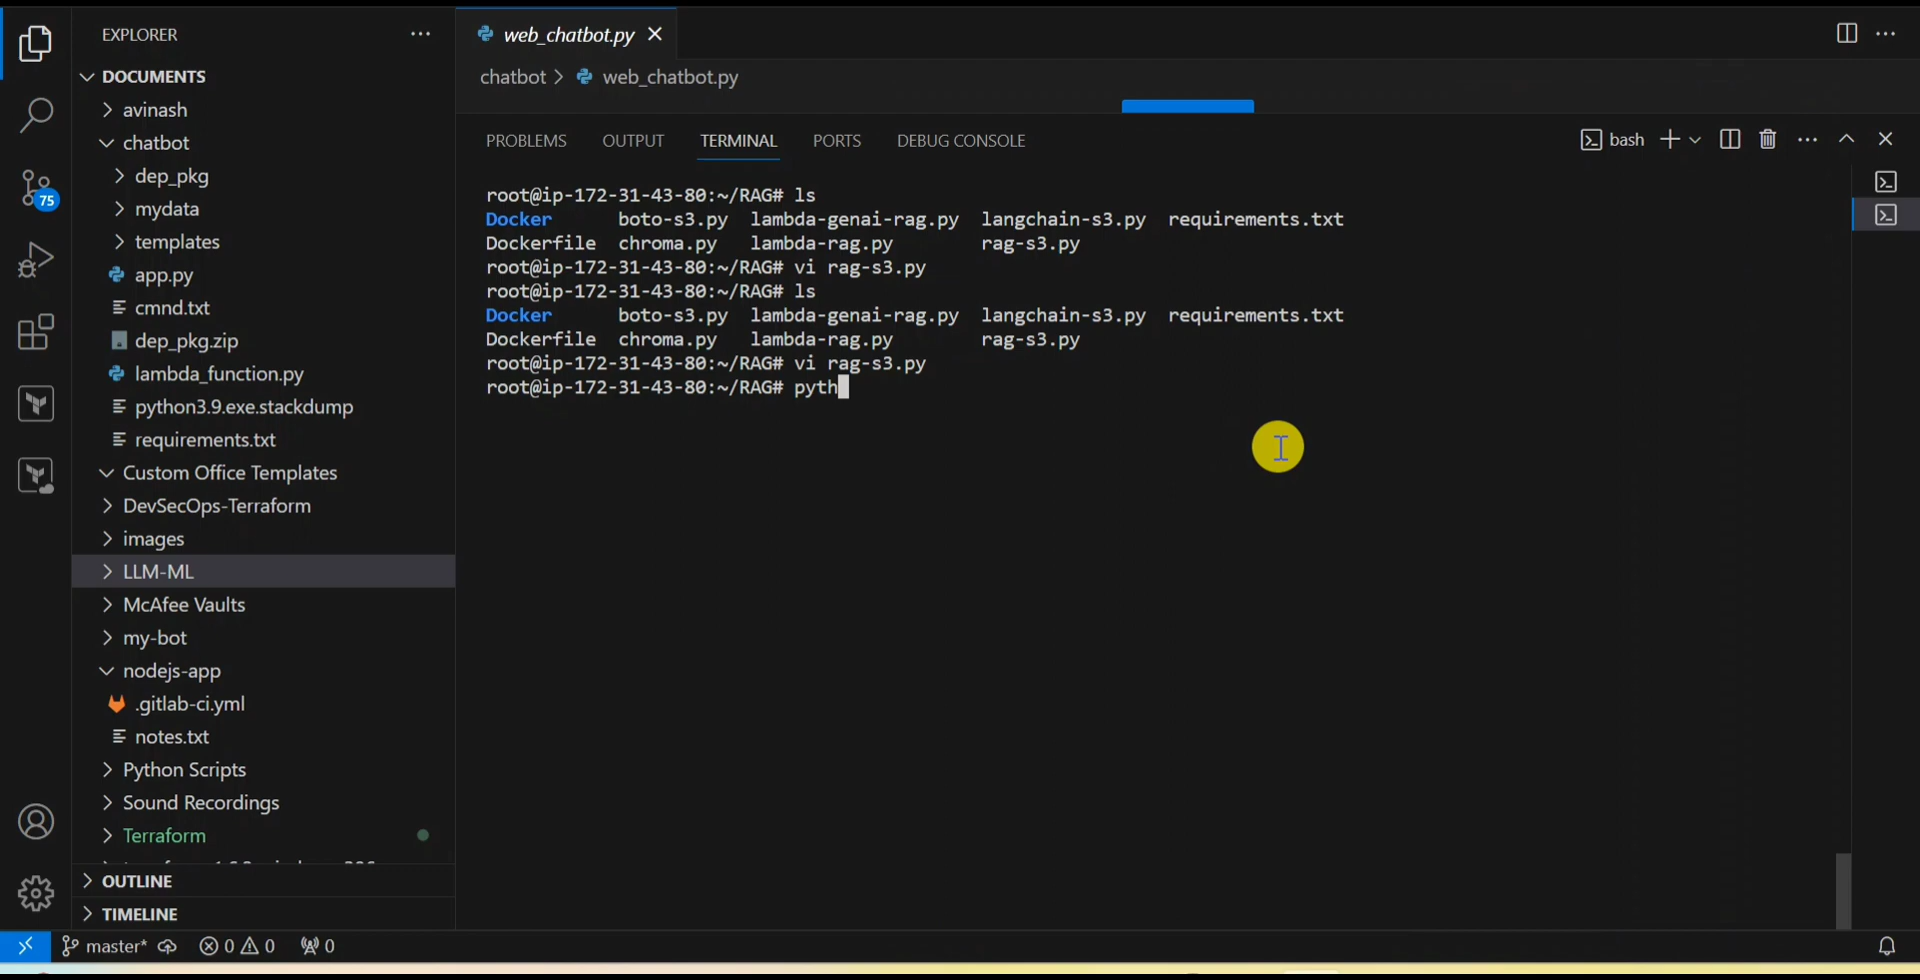 EXPLORER
DOCUMENTS
avinash
chatbot
dep_pkg
mydata
templates
app.py
cmnd.txt
dep_pkg.zip
lambda_function.py
python3.9.exe.stackdump
requirements.txt
Custom Office Templates
DevSecOps-Terraform
images
LLM-ML
McAfee Vaults
my-bot
nodejs-app
.gitlab-ci.yml
notes.txt
Python Scripts
Sound Recordings
Terraform
OUTLINE
TIMELINE
75
web_chatbot.py
chatbot > web_chatbot.py
PROBLEMS OUTPUT TERMINAL PORTS DEBUG CONSOLE
bash
root@ip-172-31-43-80:~/RAG# ls
Docker boto-s3.py lambda-genai-rag.py langchain-s3.py requirements.txt
Dockerfile chroma.py lambda-rag.py rag-s3.py
root@ip-172-31-43-80:~/RAG# vi rag-s3.py
root@ip-172-31-43-80:~/RAG# ls
Docker boto-s3.py lambda-genai-rag.py langchain-s3.py requirements.txt
Dockerfile chroma.py lambda-rag.py rag-s3.py
root@ip-172-31-43-80:~/RAG# vi rag-s3.py
root@ip-172-31-43-80:~/RAG# pyth
master* 0 0 0